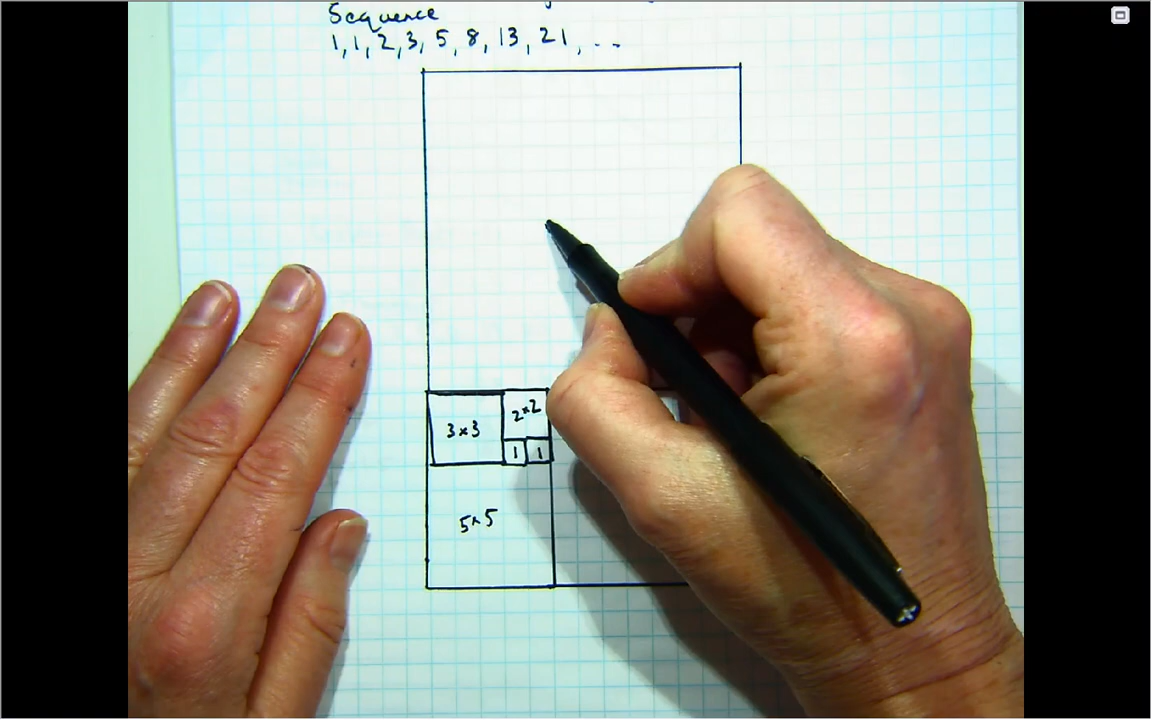 Sequence
1, 1, 2, 3, 5, 8, 13, 21, ...
3×3
2×2
1 1
5×5